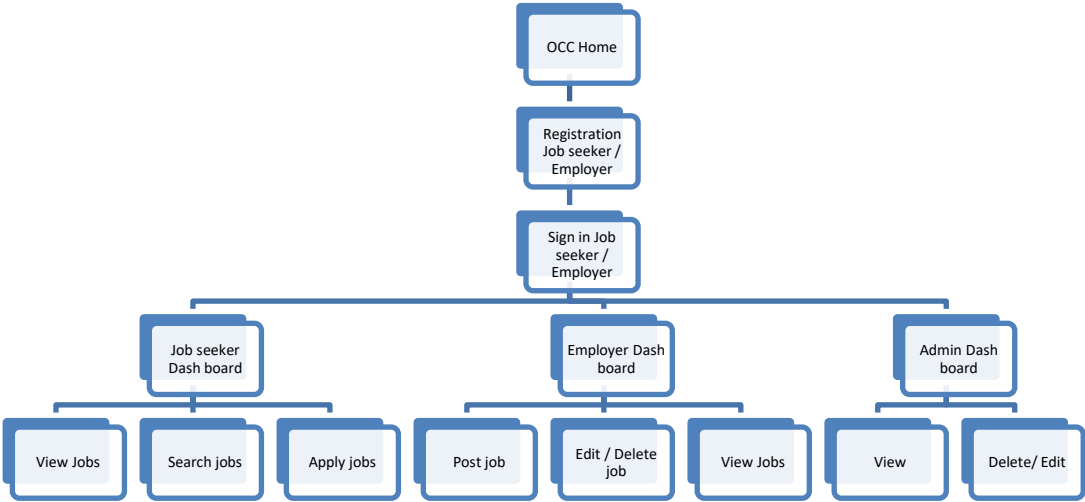 OCC Home
Registration
Job seeker /
Employer
Sign in Job
seeker /
Employer
Job seeker
Dash board
Employer Dash
board
Admin Dash
board
View Jobs
Search jobs
Apply jobs
Post job
Edit / Delete
job
View Jobs
View
Delete/ Edit